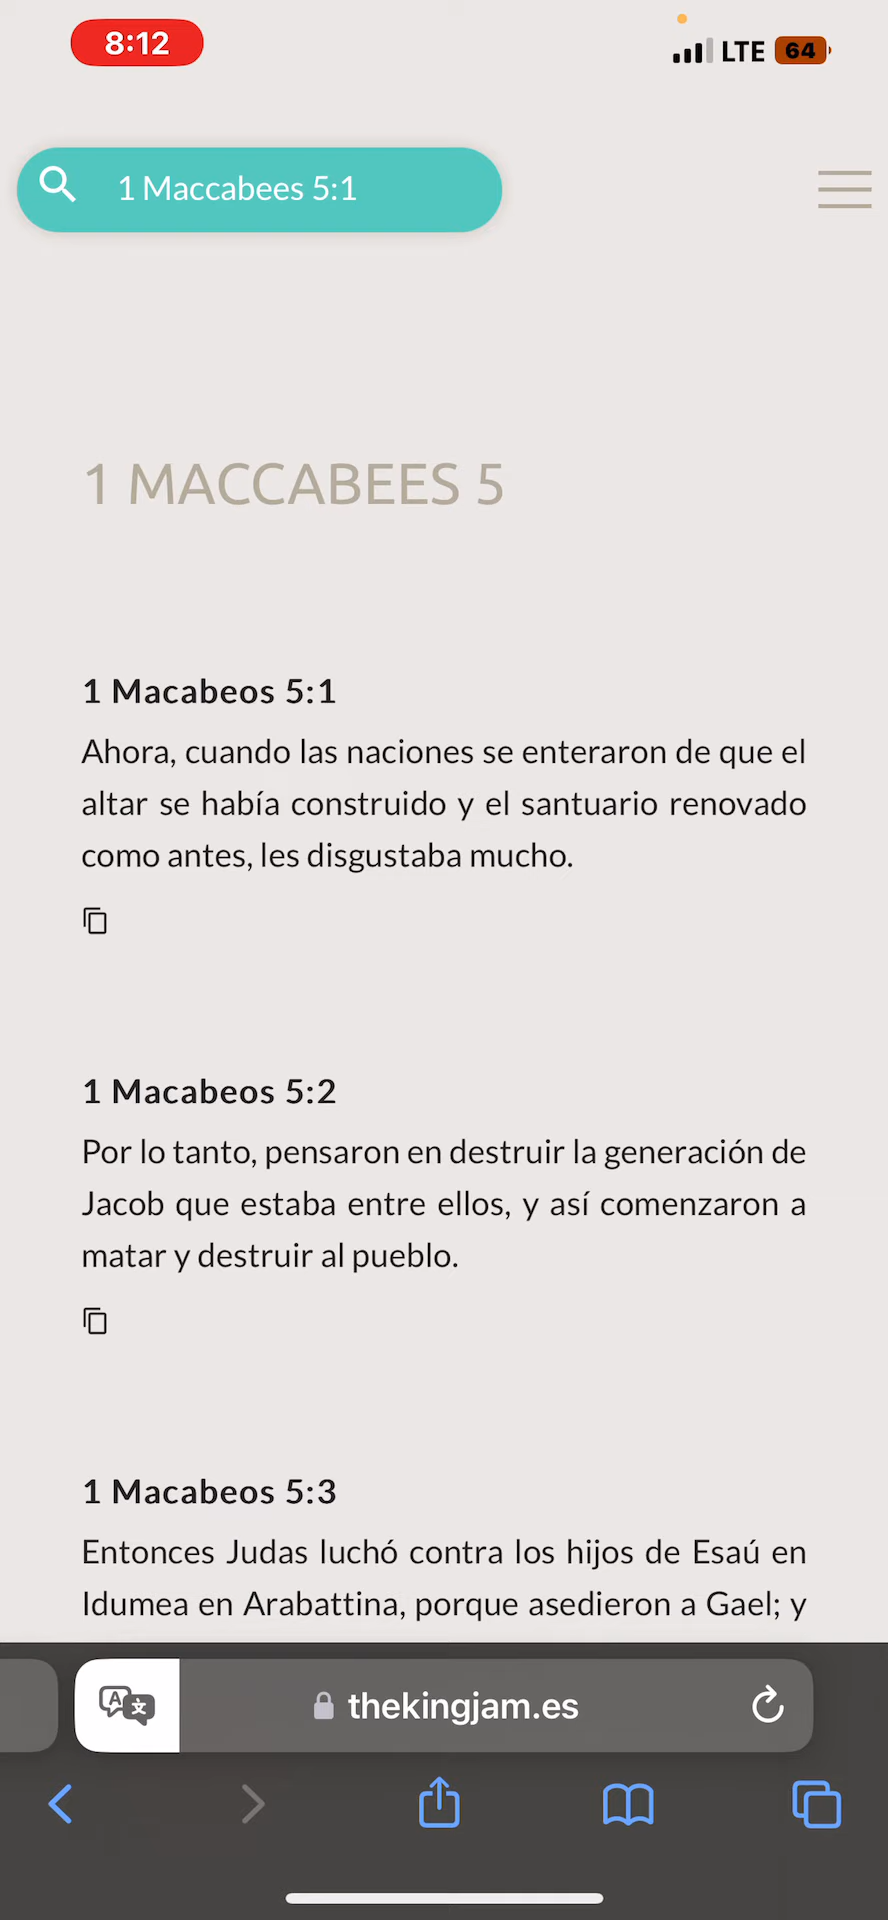 8:12
LTE 64
1 Maccabees 5:1
1 MACCABEES 5
1 Macabeos 5:1
Ahora, cuando las naciones se enteraron de que el
altar se había construido y el santuario renovado
como antes, les disgustaba mucho.
1 Macabeos 5:2
Por lo tanto, pensaron en destruir la generación de
Jacob que estaba entre ellos, y así comenzaron a
matar y destruir al pueblo.
1 Macabeos 5:3
Entonces Judas luchó contra los hijos de Esaú en
Idumea en Arabattina, porque asedieron a Gael; y
A 文
thekingjam.es